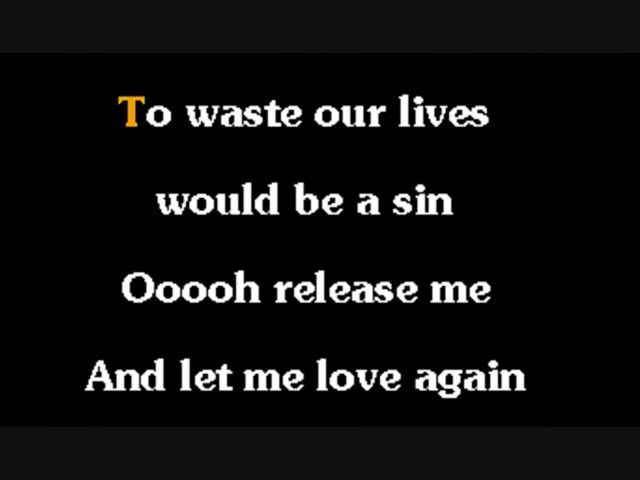 To waste our lives
would be a sin
Ooooh release me
And let me love again